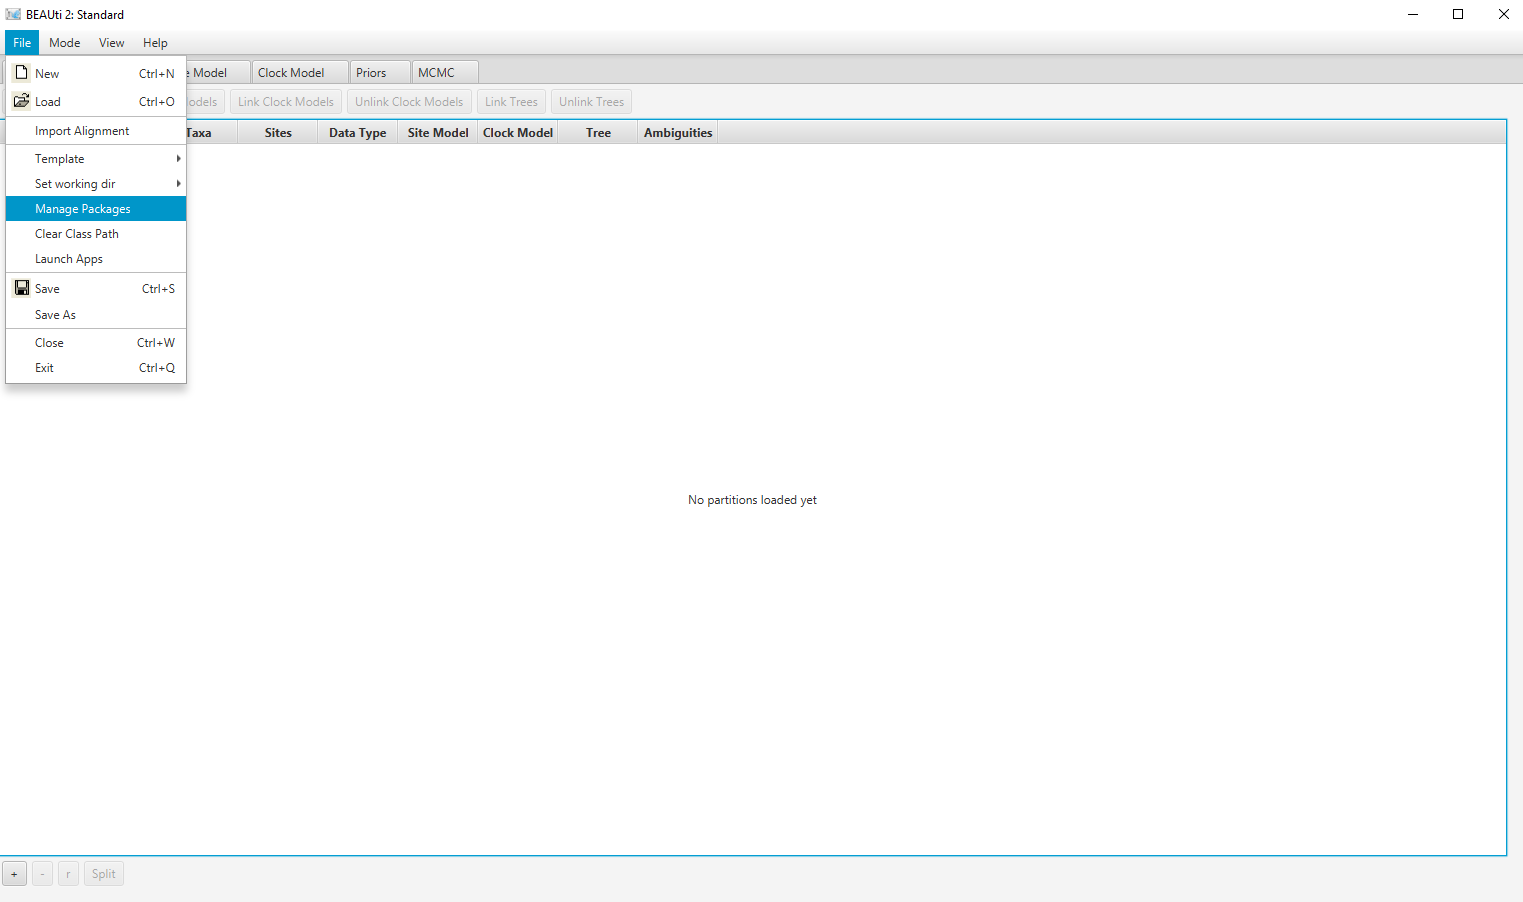 BEAUti 2: Standard
File Mode View Help
New Ctrl+N
Load Ctrl+O
Import Alignment
Template
Set working dir
Manage Packages
Clear Class Path
Launch Apps
Save Ctrl+S
Save As
Close Ctrl+W
Exit Ctrl+Q
Model Clock Model Priors MCMC
Link Clock Models Unlink Clock Models Link Trees Unlink Trees
Taxa Sites Data Type Site Model Clock Model Tree Ambiguities
No partitions loaded yet
+ - r Split